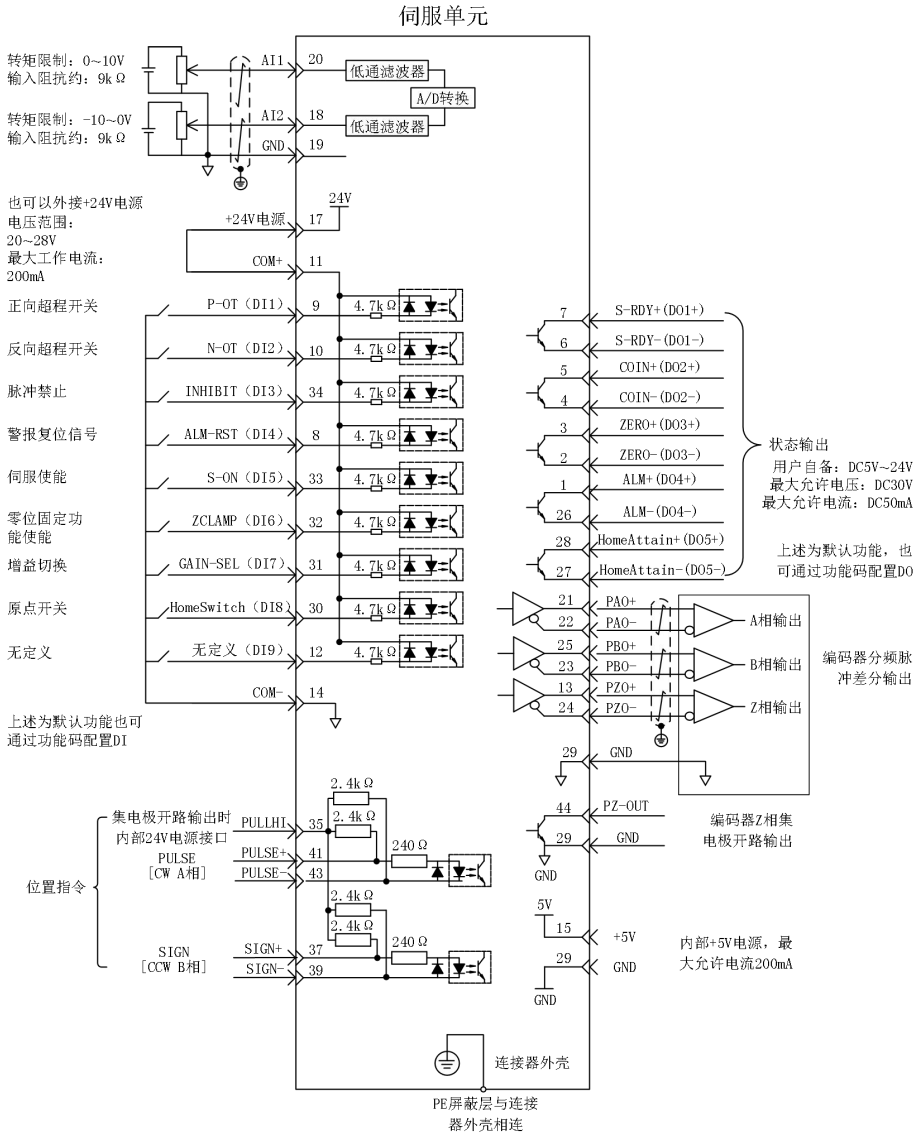 伺服单元
转矩限制：0~10V
输入阻抗约：9kΩ
AI1
20
低通滤波器
A/D转换
转矩限制：-10~0V
输入阻抗约：9kΩ
AI2
18
低通滤波器
GND
19
也可以外接+24V电源
电压范围：
20~28V
最大工作电流：
200mA
24V
+24V电源
17
COM+
11
正向超程开关
P-OT（DI1）
9
4.7kΩ
反向超程开关
N-OT（DI2）
10
4.7kΩ
脉冲禁止
INHIBIT（DI3）
34
4.7kΩ
警报复位信号
ALM-RST（DI4）
8
4.7kΩ
伺服使能
S-ON（DI5）
33
4.7kΩ
零位固定功
能使能
ZCLAMP（DI6）
32
4.7kΩ
增益切换
GAIN-SEL（DI7）
31
4.7kΩ
原点开关
HomeSwitch（DI8）
30
4.7kΩ
无定义
无定义（DI9）
12
4.7kΩ
COM-
14
上述为默认功能也可
通过功能码配置DI
7
S-RDY+(DO1+)
6
S-RDY-(DO1-)
5
COIN+(DO2+)
4
COIN-(DO2-)
3
ZERO+(DO3+)
2
ZERO-(DO3-)
1
ALM+(DO4+)
26
ALM-(DO4-)
28
HomeAttain+(DO5+)
27
HomeAttain-(DO5-)
状态输出
用户自备：DC5V~24V
最大允许电压：DC30V
最大允许电流：DC50mA
上述为默认功能，也
可通过功能码配置DO
21
PAO+
22
PAO-
A相输出
25
PBO+
23
PBO-
B相输出
13
PZO+
24
PZO-
Z相输出
编码器分频脉
冲差分输出
29
GND
44
PZ-OUT
29
GND
GND
编码器Z相集
电极开路输出
5V
15
+5V
29
GND
GND
内部+5V电源，最
大允许电流200mA
位置指令
集电极开路输出时
内部24V电源接口
PULLHI
35
2.4kΩ
2.4kΩ
PULSE
[CW A相]
PULSE+
41
240Ω
PULSE-
43
2.4kΩ
2.4kΩ
SIGN
[CCW B相]
SIGN+
37
240Ω
SIGN-
39
连接器外壳
PE屏蔽层与连接
器外壳相连